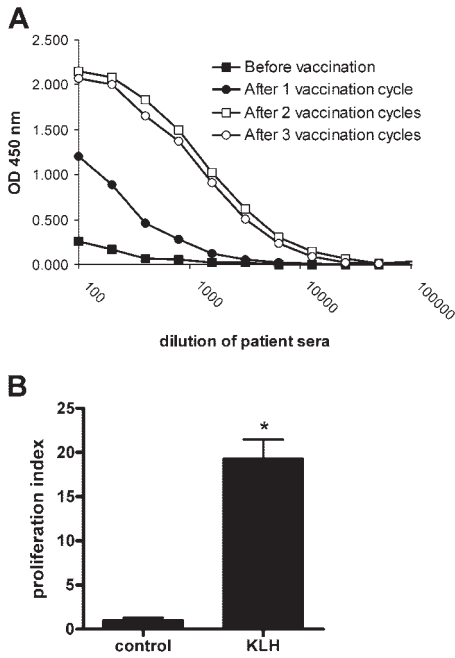 A
2.500
2.000
1.500
1.000
0.500
0.000
OD 450 nm
Before vaccination
After 1 vaccination cycle
After 2 vaccination cycles
After 3 vaccination cycles
100
1000
10000
100000
dilution of patient sera
B
25
20
15
10
5
0
proliferation index
*
control
KLH